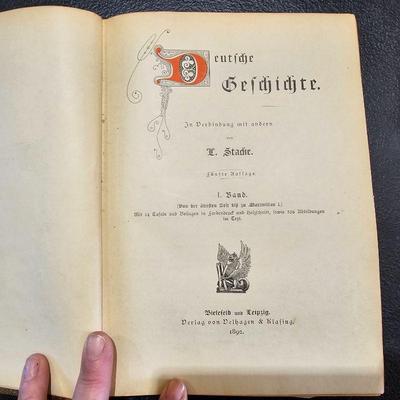 Deutsche
Geschichte.
In Verbindung mit andern
von
L. Stacke.
Fünfte Auflage
I. Band.
(Von der ältesten Zeit bis zu Maximilian I.)
Mit 14 Tafeln und Beilagen in Farbendruck und Holzschnitt, sowie Abbildungen
im Text.
Bielefeld und Leipzig.
Verlag von Velhagen & Klasing.
1892.